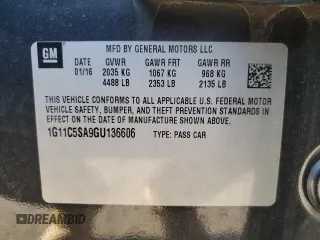 GM
MFD BY GENERAL MOTORS LLC
DATE GVWR GAWR FRT GAWR RR
01/16 2035 KG 1067 KG 968 KG
4488 LB 2353 LB 2135 LB
THIS VEHICLE CONFORMS TO ALL APPLICABLE U.S. FEDERAL MOTOR
VEHICLE SAFETY, BUMPER, AND THEFT PREVENTION STANDARDS
IN EFFECT ON THE DATE OF MANUFACTURE SHOWN ABOVE.
1G11C5SA9GU136606 TYPE: PASS CAR
DREAMBID